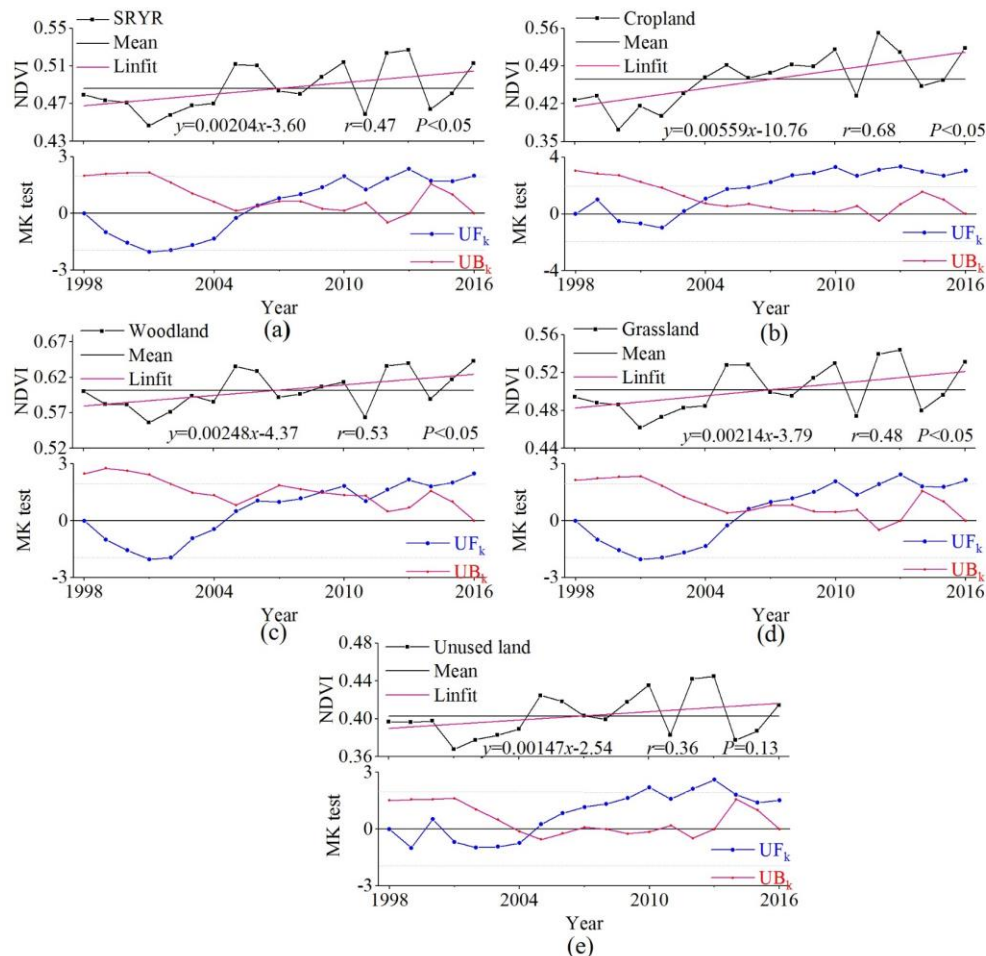 SRYR
Mean
Linfit
NDVI
0.55
0.51
0.47
0.43
y=0.00204x-3.60 r=0.47 P<0.05
MK test
3
0
-3
UFk
UBk
1998 2004 2010 2016
Year
(a)
Cropland
Mean
Linfit
NDVI
0.56
0.49
0.42
0.35
y=0.00559x-10.76 r=0.68 P<0.05
MK test
4
0
-4
UFk
UBk
1998 2004 2010 2016
Year
(b)
Woodland
Mean
Linfit
NDVI
0.67
0.62
0.57
0.52
y=0.00248x-4.37 r=0.53 P<0.05
MK test
3
0
-3
UFk
UBk
1998 2004 2010 2016
Year
(c)
Grassland
Mean
Linfit
NDVI
0.56
0.52
0.48
0.44
y=0.00214x-3.79 r=0.48 P<0.05
MK test
3
0
-3
UFk
UBk
1998 2004 2010 2016
Year
(d)
Unused land
Mean
Linfit
NDVI
0.48
0.44
0.40
0.36
y=0.00147x-2.54 r=0.36 P=0.13
MK test
3
0
-3
UFk
UBk
1998 2004 2010 2016
Year
(e)